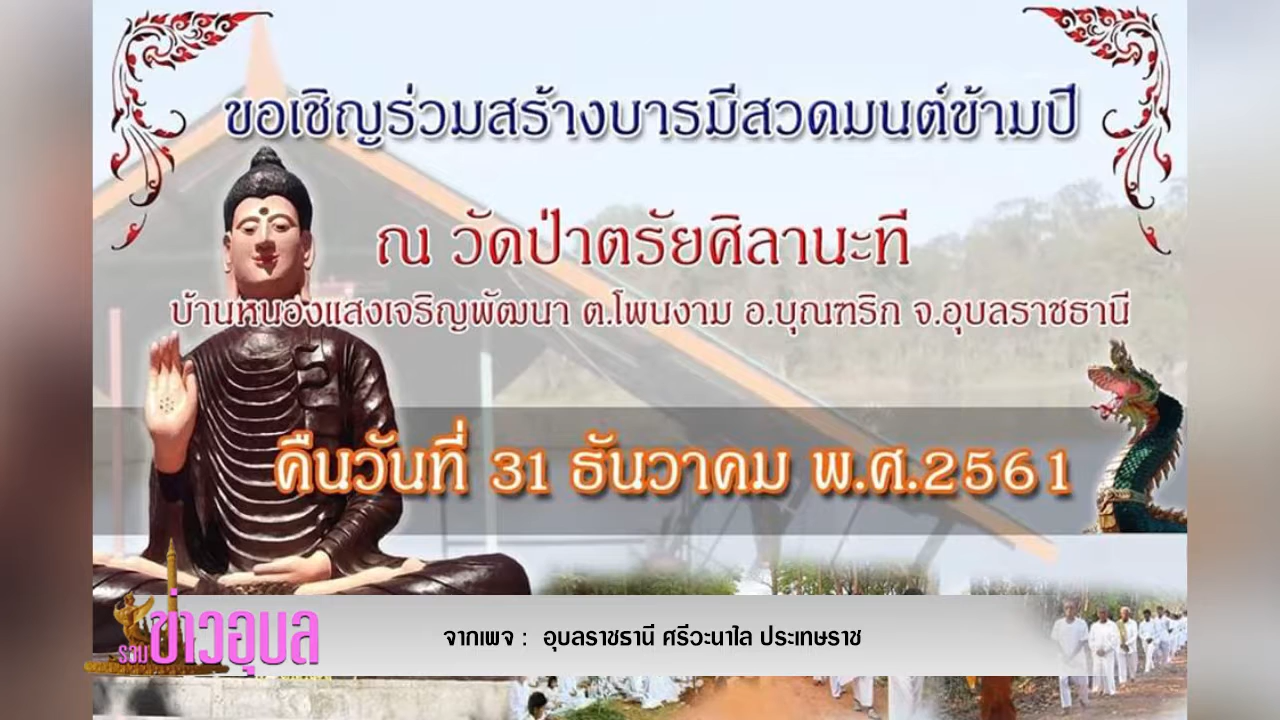 ขอเชิญร่วมสร้างบารมีสวดมนต์ข้ามปี
ณ วัดป่าตรัยศิลานะที
บ้านหนองแสงเจริญพัฒนา ต.โพนงาม อ.บุณฑริก จ.อุบลราชธานี
คืนวันที่ 31 ธันวาคม พ.ศ.2561
รวมข่าวอุบล
จากเพจ : อุบลราชธานี ศรีวะนาไล ประเทษราช